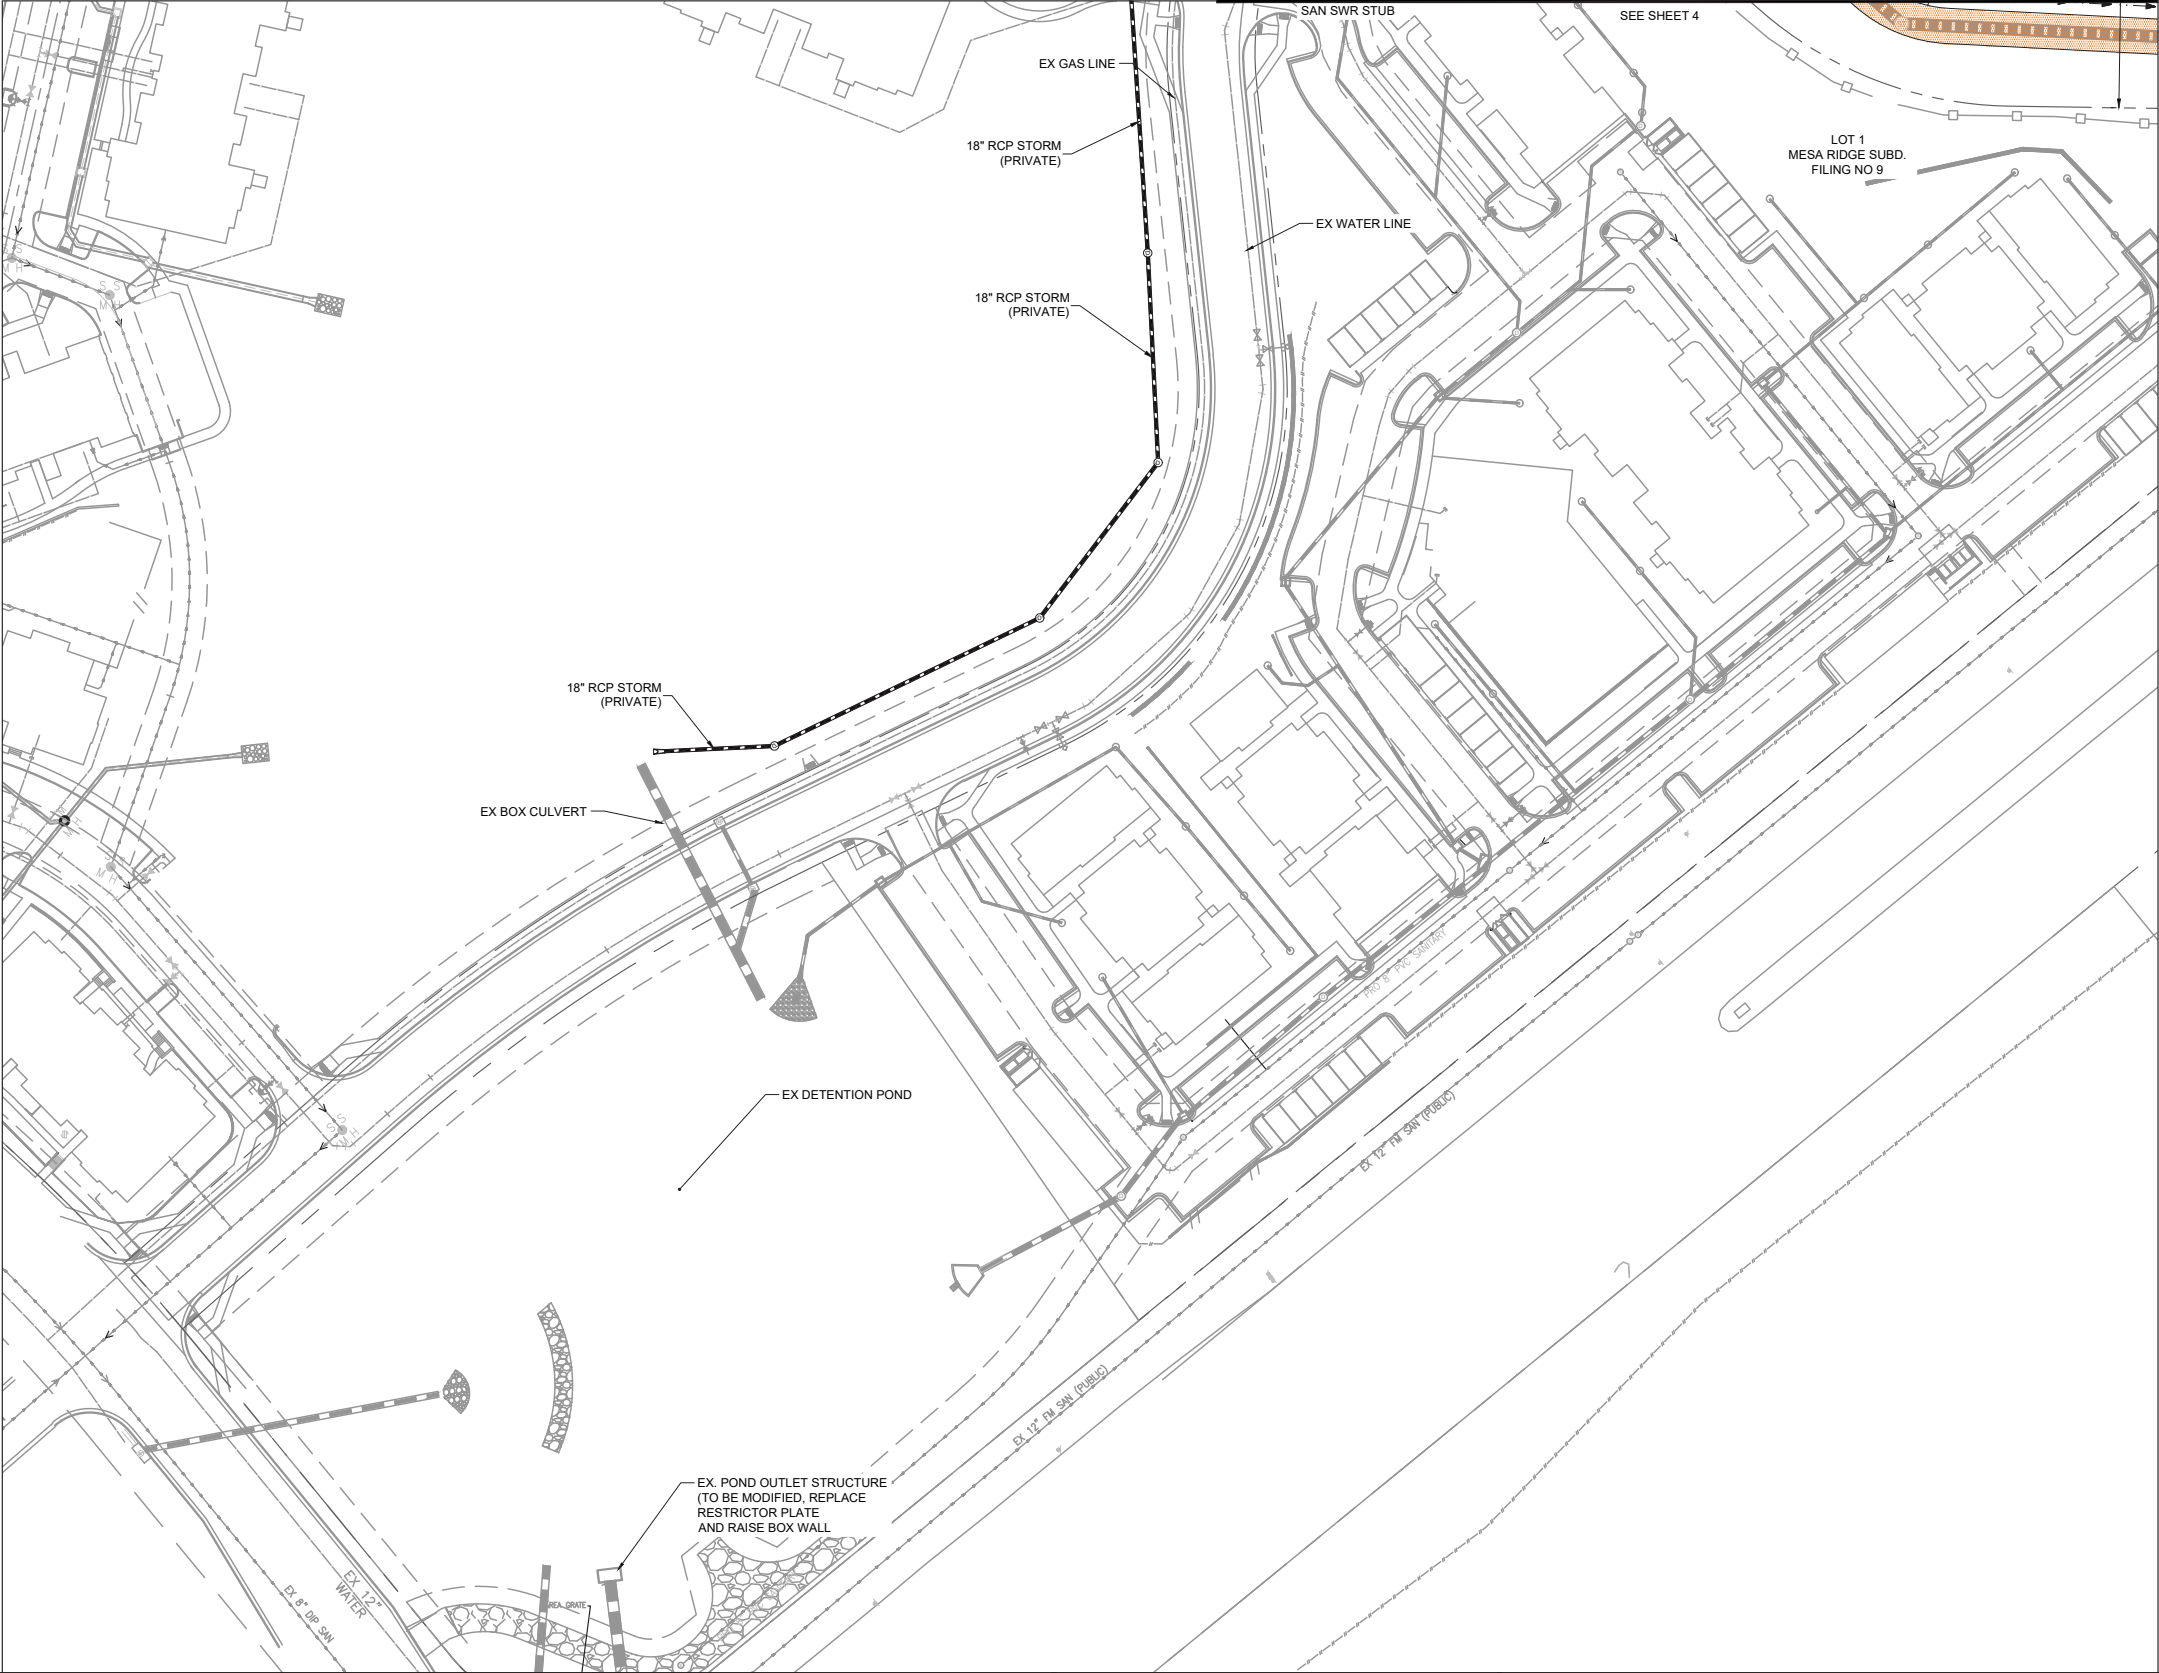 SAN SWR STUB
SEE SHEET 4
EX GAS LINE
18" RCP STORM
(PRIVATE)
LOT 1
MESA RIDGE SUBD.
FILING NO 9
EX WATER LINE
S S
M H
S S
M H
18" RCP STORM
(PRIVATE)
18" RCP STORM
(PRIVATE)
EX BOX CULVERT
M H
PRO 8" PVC SANITARY
EX DETENTION POND
S S
M H
EX 12" FM SAN (PUBLIC)
EX 12" FM SAN (PUBLIC)
EX. POND OUTLET STRUCTURE
(TO BE MODIFIED, REPLACE
RESTRICTOR PLATE
AND RAISE BOX WALL
EX 12"
WATER
EX 8" DIP SAN
REA GRATE